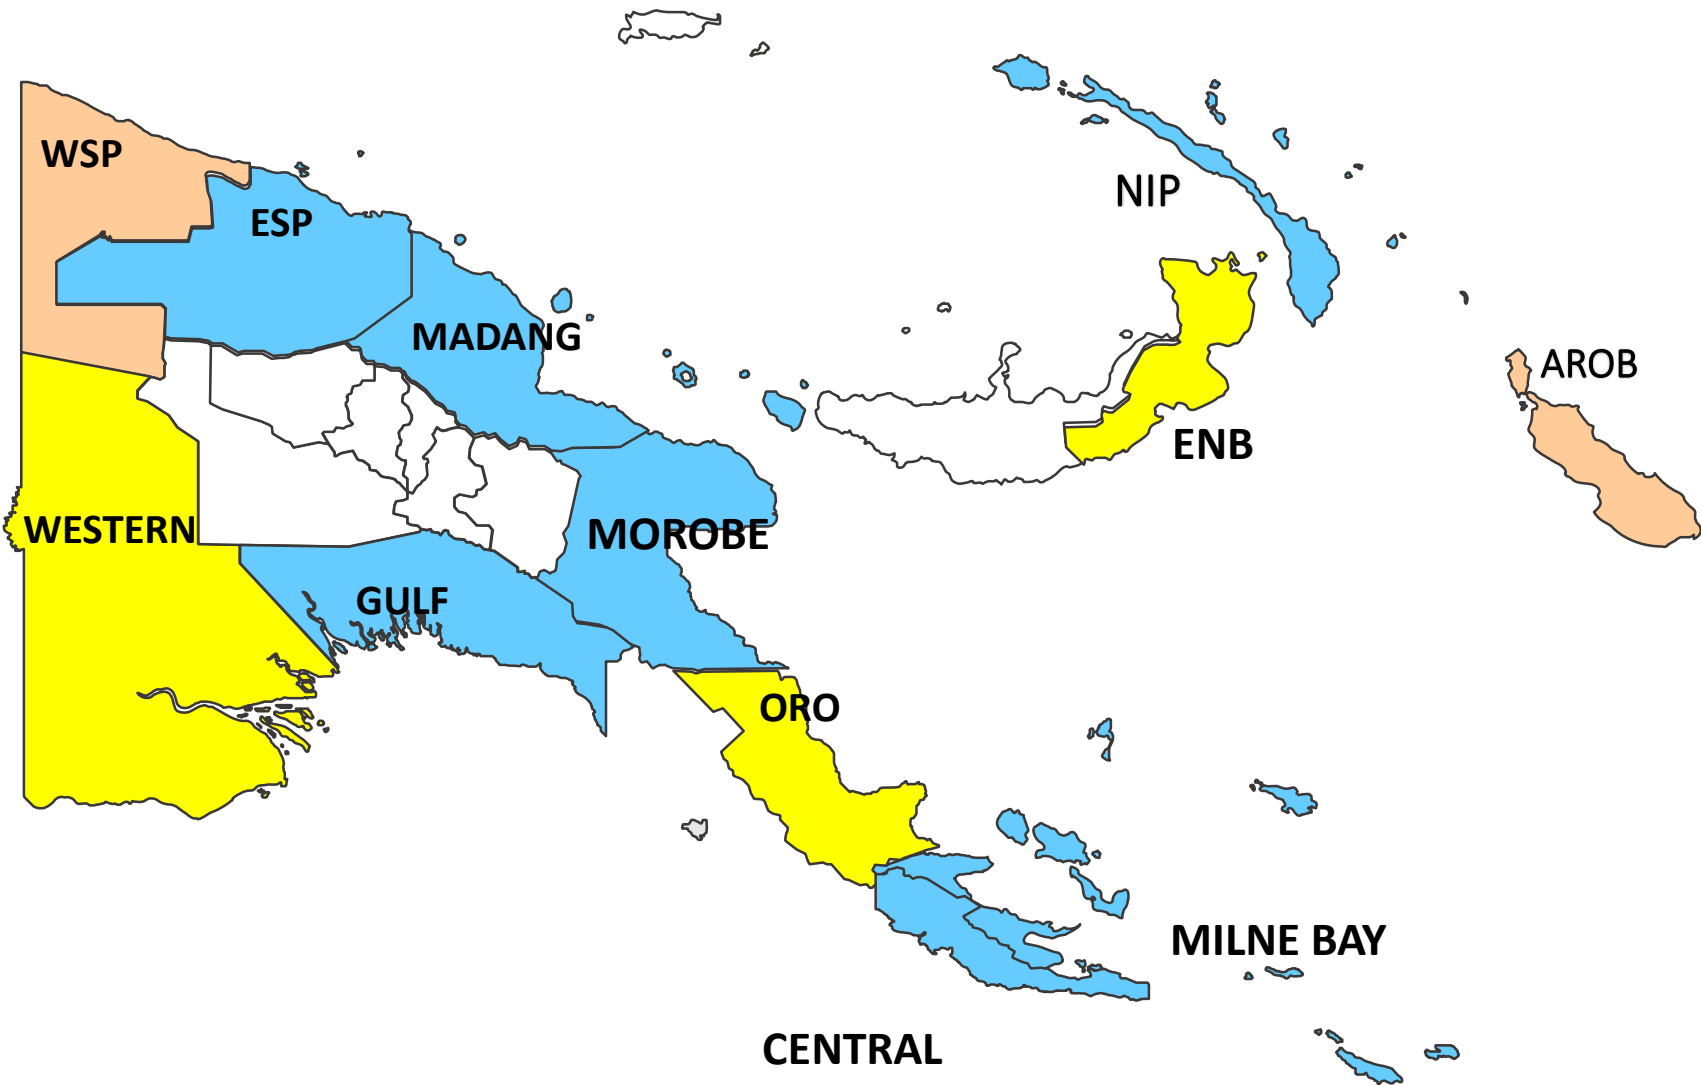 WSP
NIP
ESP
MADANG
AROB
ENB
WESTERN
MOROBE
GULF
ORO
MILNE BAY
CENTRAL